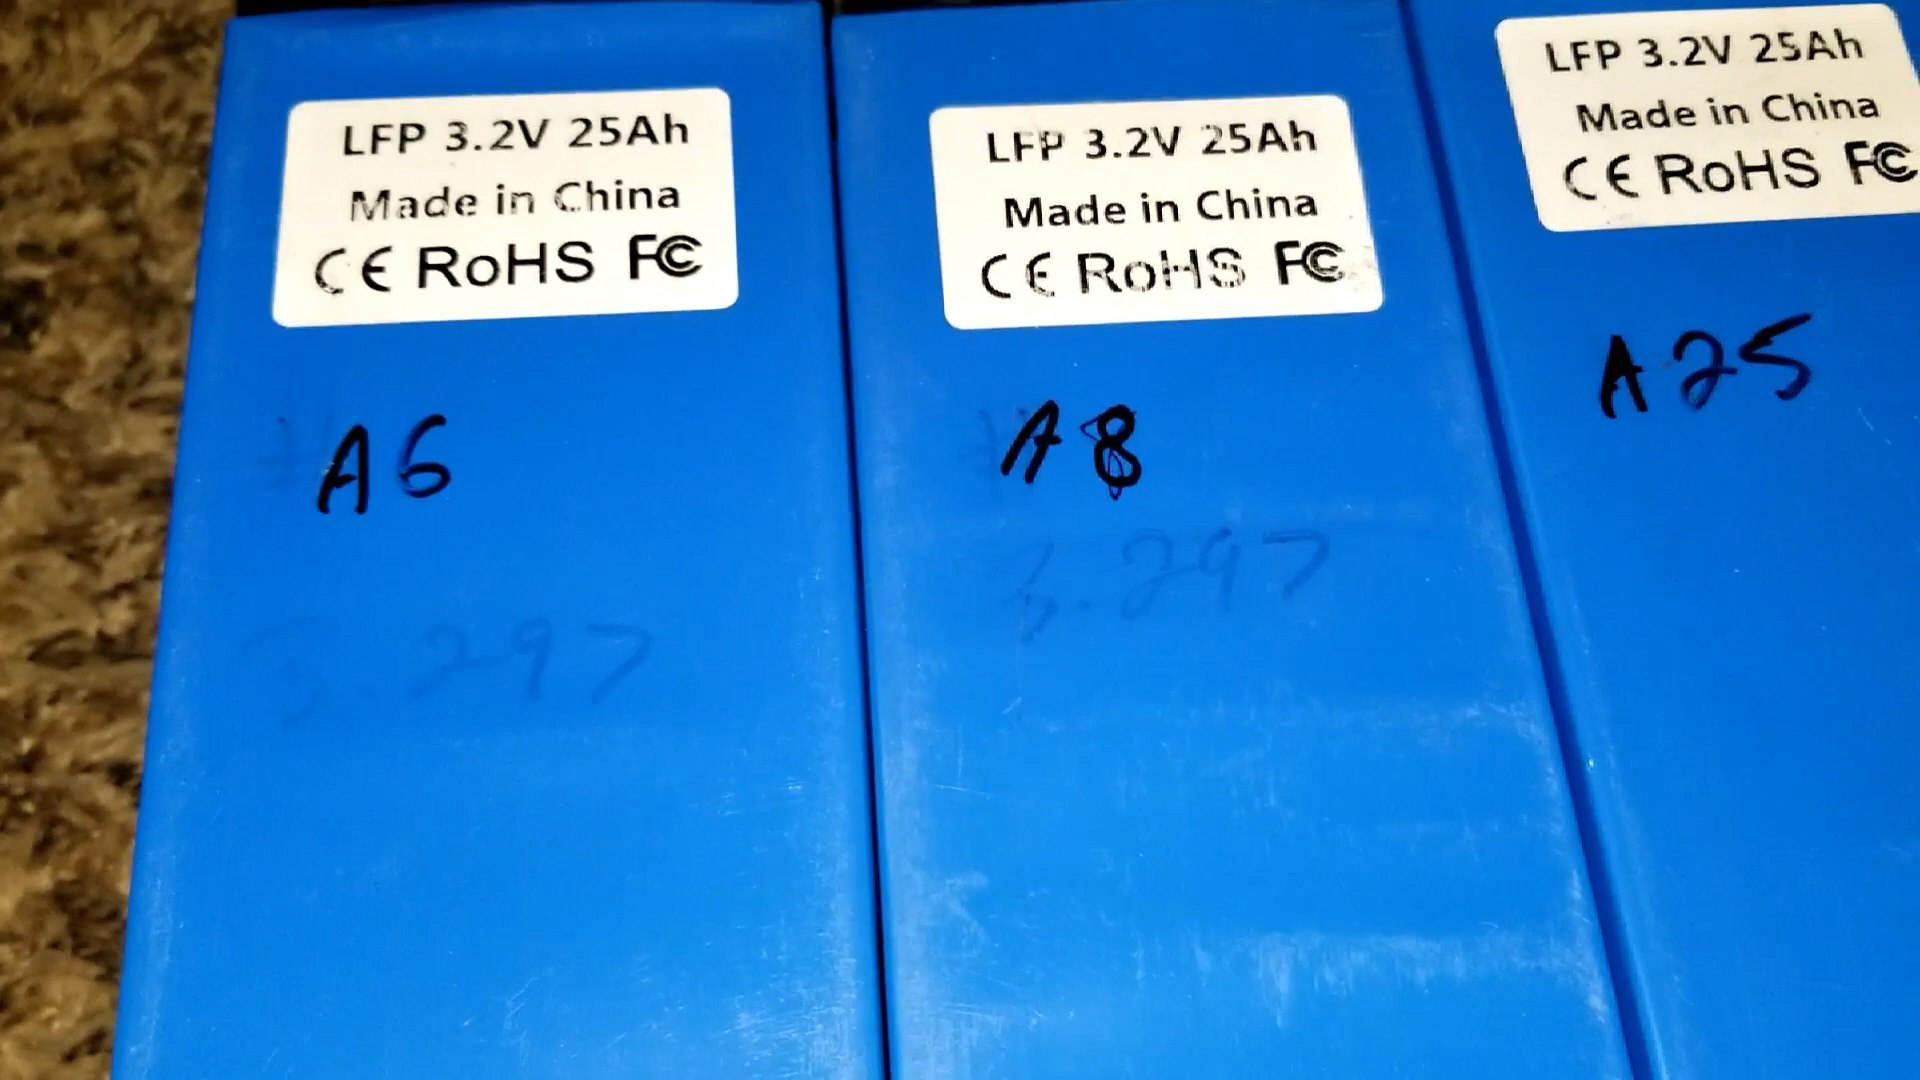 LFP 3.2V 25Ah
Made in China
CE RoHS FC
A6
3.297
LFP 3.2V 25Ah
Made in China
CE RoHS FC
A8
3.297
LFP 3.2V 25Ah
Made in China
CE RoHS FC
A25